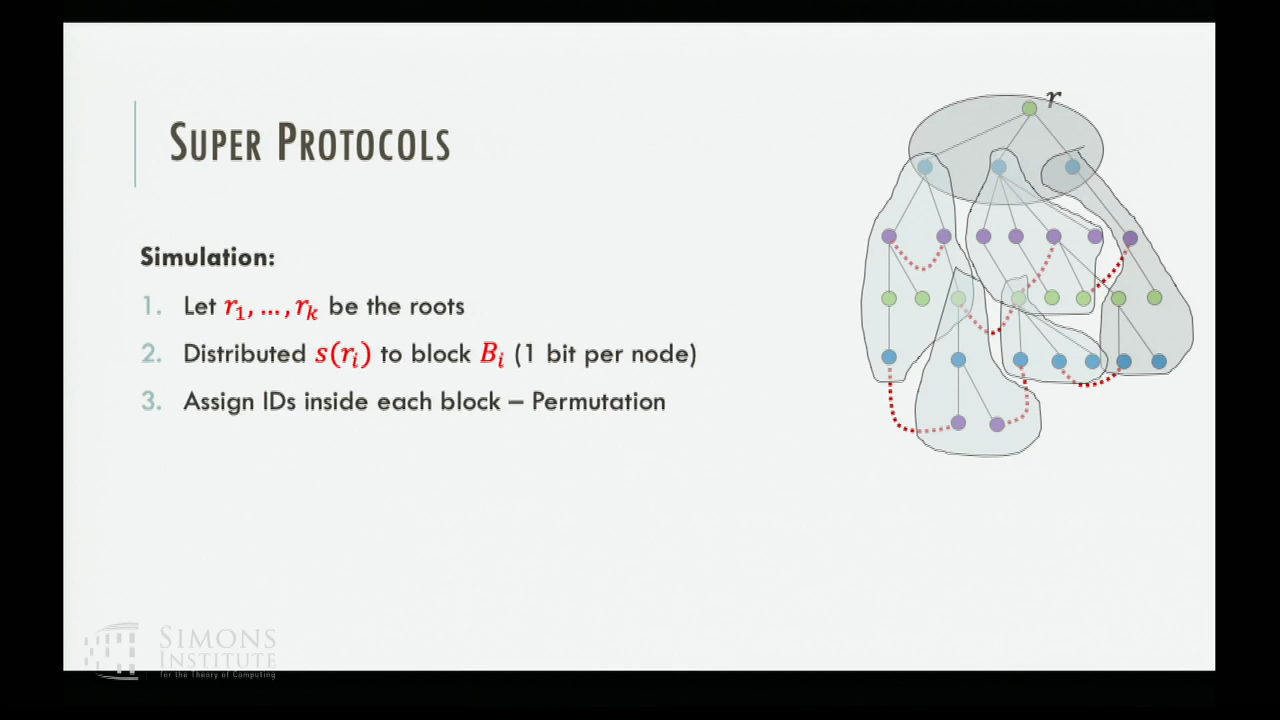 SUPER PROTOCOLS
r
Simulation:
1. Let r₁, ..., rₖ be the roots
2. Distributed s(rᵢ) to block Bᵢ (1 bit per node)
3. Assign IDs inside each block – Permutation
SIMONS
INSTITUTE
for the Theory of Computing